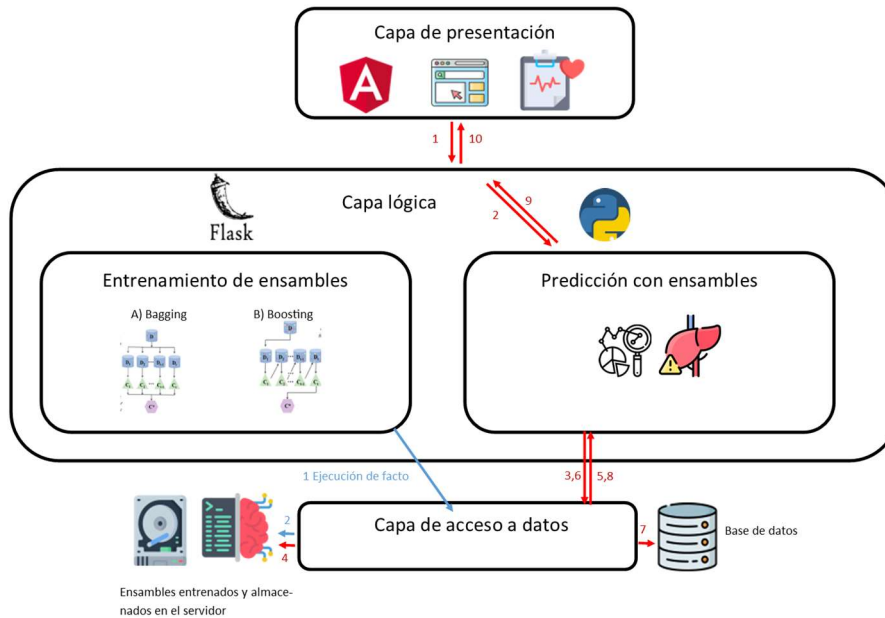 Capa de presentación
A
1
10
Capa lógica
Flask
2
9
Entrenamiento de ensambles
A) Bagging
B) Boosting
D
D
C*
C*
Predicción con ensambles
1 Ejecución de facto
3,6
5,8
Capa de acceso a datos
2
4
7
Base de datos
Ensambles entrenados y almace-
nados en el servidor